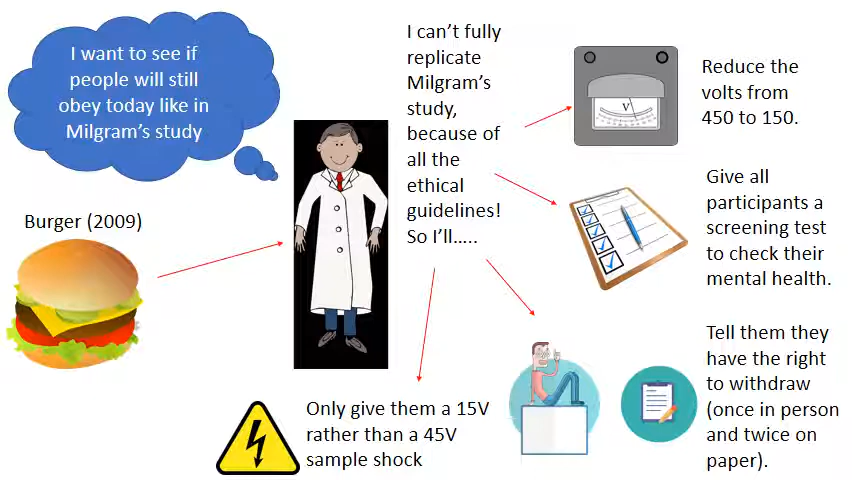 I want to see if
people will still
obey today like in
Milgram's study
Burger (2009)
I can't fully
replicate
Milgram's
study,
because of
all the
ethical
guidelines!
So I'll…..
V
Reduce the
volts from
450 to 150.
Give all
participants a
screening test
to check their
mental health.
Tell them they
have the right
to withdraw
(once in person
and twice on
paper).
Only give them a 15V
rather than a 45V
sample shock